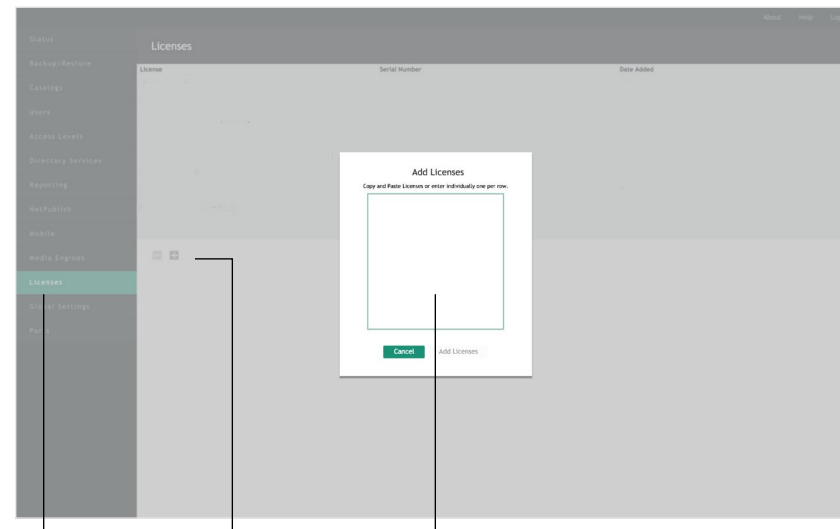 About Help
Status
Licenses
Backup/Restore
License Serial Number Date Added
Catalogs
Users
Access Levels
Directory Services
Reporting
NetPublish
Mobile
Media Engines
Licenses
Global Settings
Ports
Add Licenses
Copy and Paste Licenses or enter individually one per row.
Cancel Add Licenses